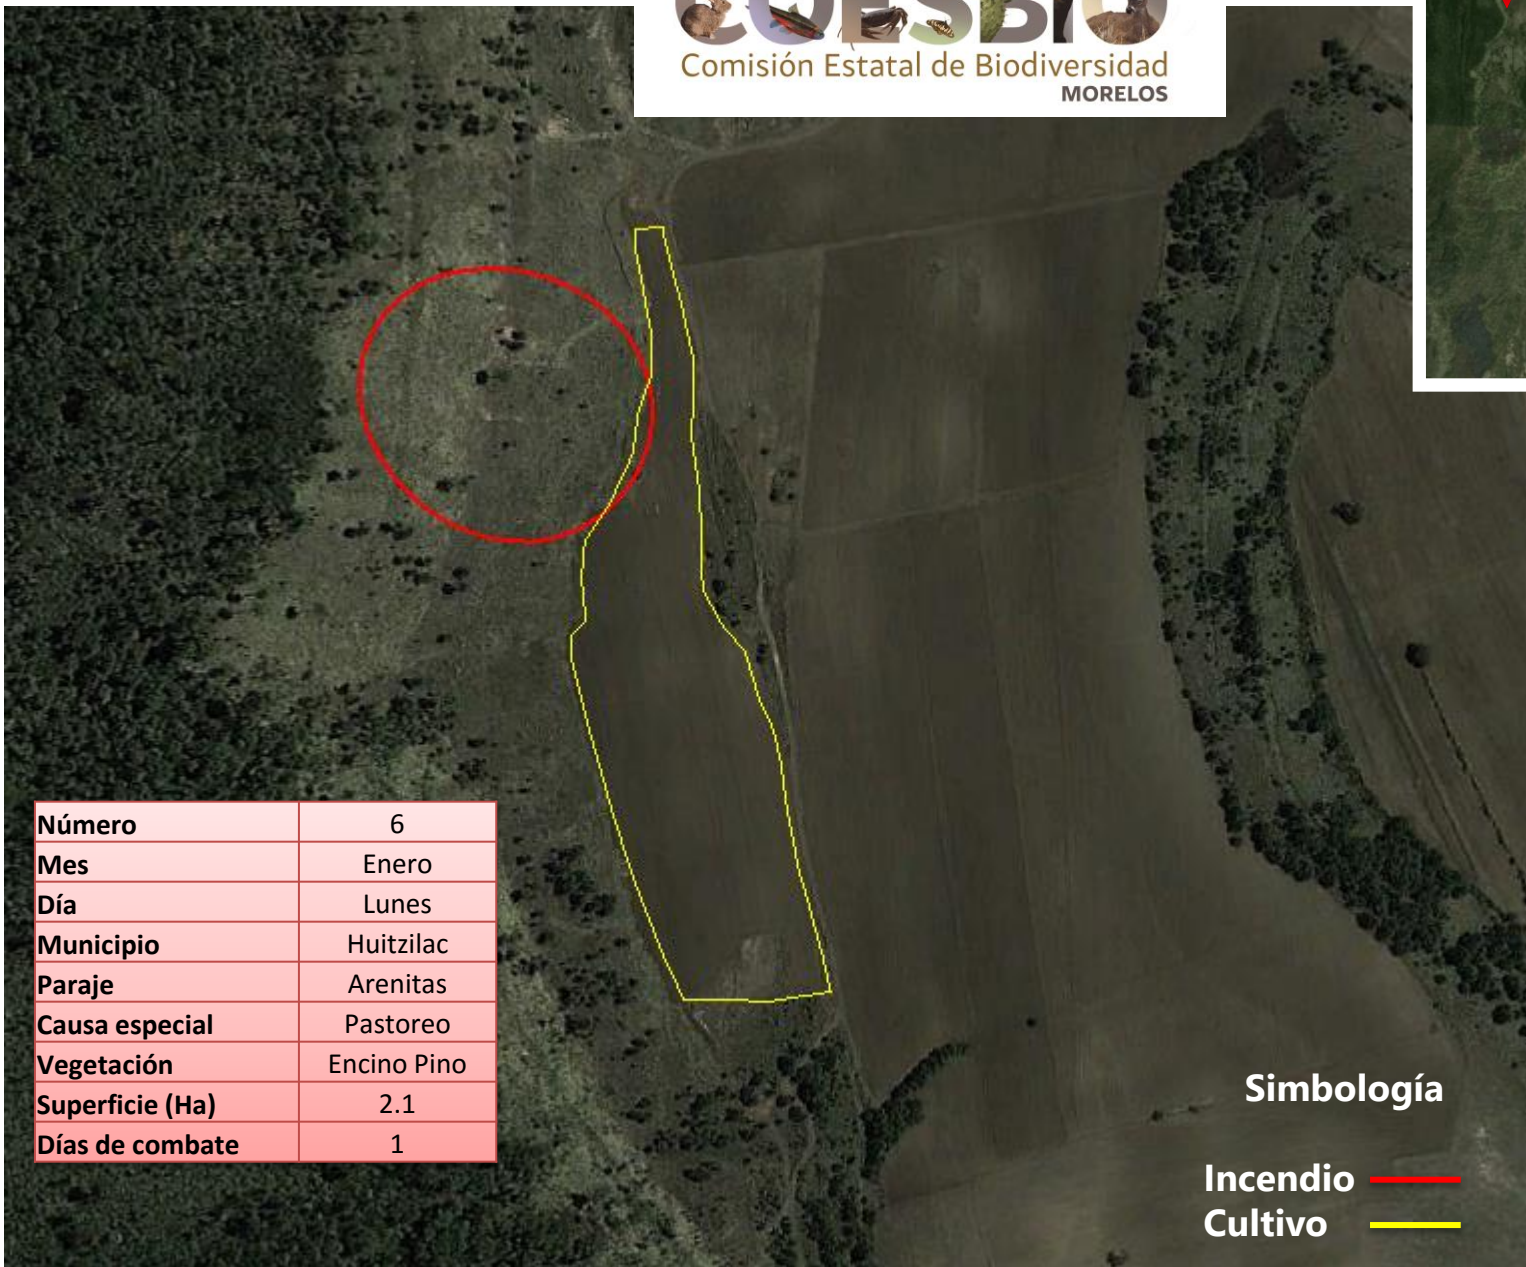 COESBIO
Comisión Estatal de Biodiversidad
MORELOS
Número 6
Mes Enero
Día Lunes
Municipio Huitzilac
Paraje Arenitas
Causa especial Pastoreo
Vegetación Encino Pino
Superficie (Ha) 2.1
Días de combate 1
Simbología
Incendio
Cultivo